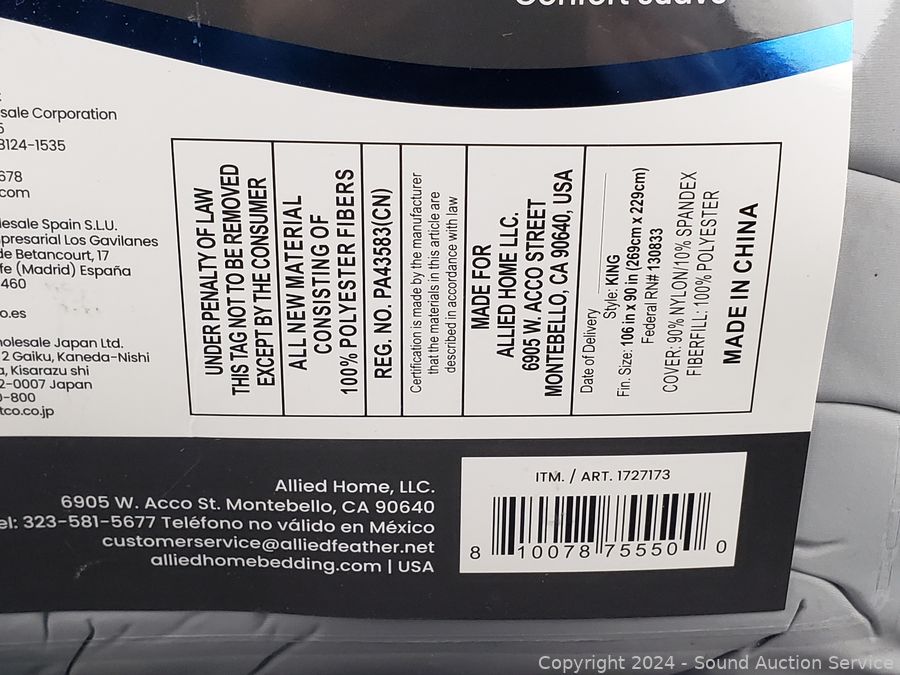 Confort suave
sale Corporation
3124-1535
678
.com
lesale Spain S.L.U.
presarial Los Gavilanes
de Betancourt, 17
fe (Madrid) España
460
o.es
holesale Japan Ltd.
2 Gaiku, Kaneda-Nishi
a, Kisarazu shi
2-0007 Japan
0-800
tco.co.jp
UNDER PENALTY OF LAW
THIS TAG NOT TO BE REMOVED
EXCEPT BY THE CONSUMER
ALL NEW MATERIAL
CONSISTING OF
100% POLYESTER FIBERS
REG. NO. PA43583(CN)
Certification is made by the manufacturer
that the materials in this article are
described in accordance with law
MADE FOR
ALLIED HOME LLC.
6905 W. ACCO STREET
MONTEBELLO, CA 90640, USA
Date of Delivery
Style: KING
Fin. Size: 106 in x 90 in (269cm x 229cm)
Federal RN# 130833
COVER: 90% NYLON/10% SPANDEX
FIBERFILL: 100% POLYESTER
MADE IN CHINA
Allied Home, LLC.
6905 W. Acco St. Montebello, CA 90640
el: 323-581-5677 Teléfono no válido en México
customerservice@alliedfeather.net
alliedhomebedding.com | USA
ITM. / ART. 1727173
8 10078 75550 0
Copyright 2024 - Sound Auction Service